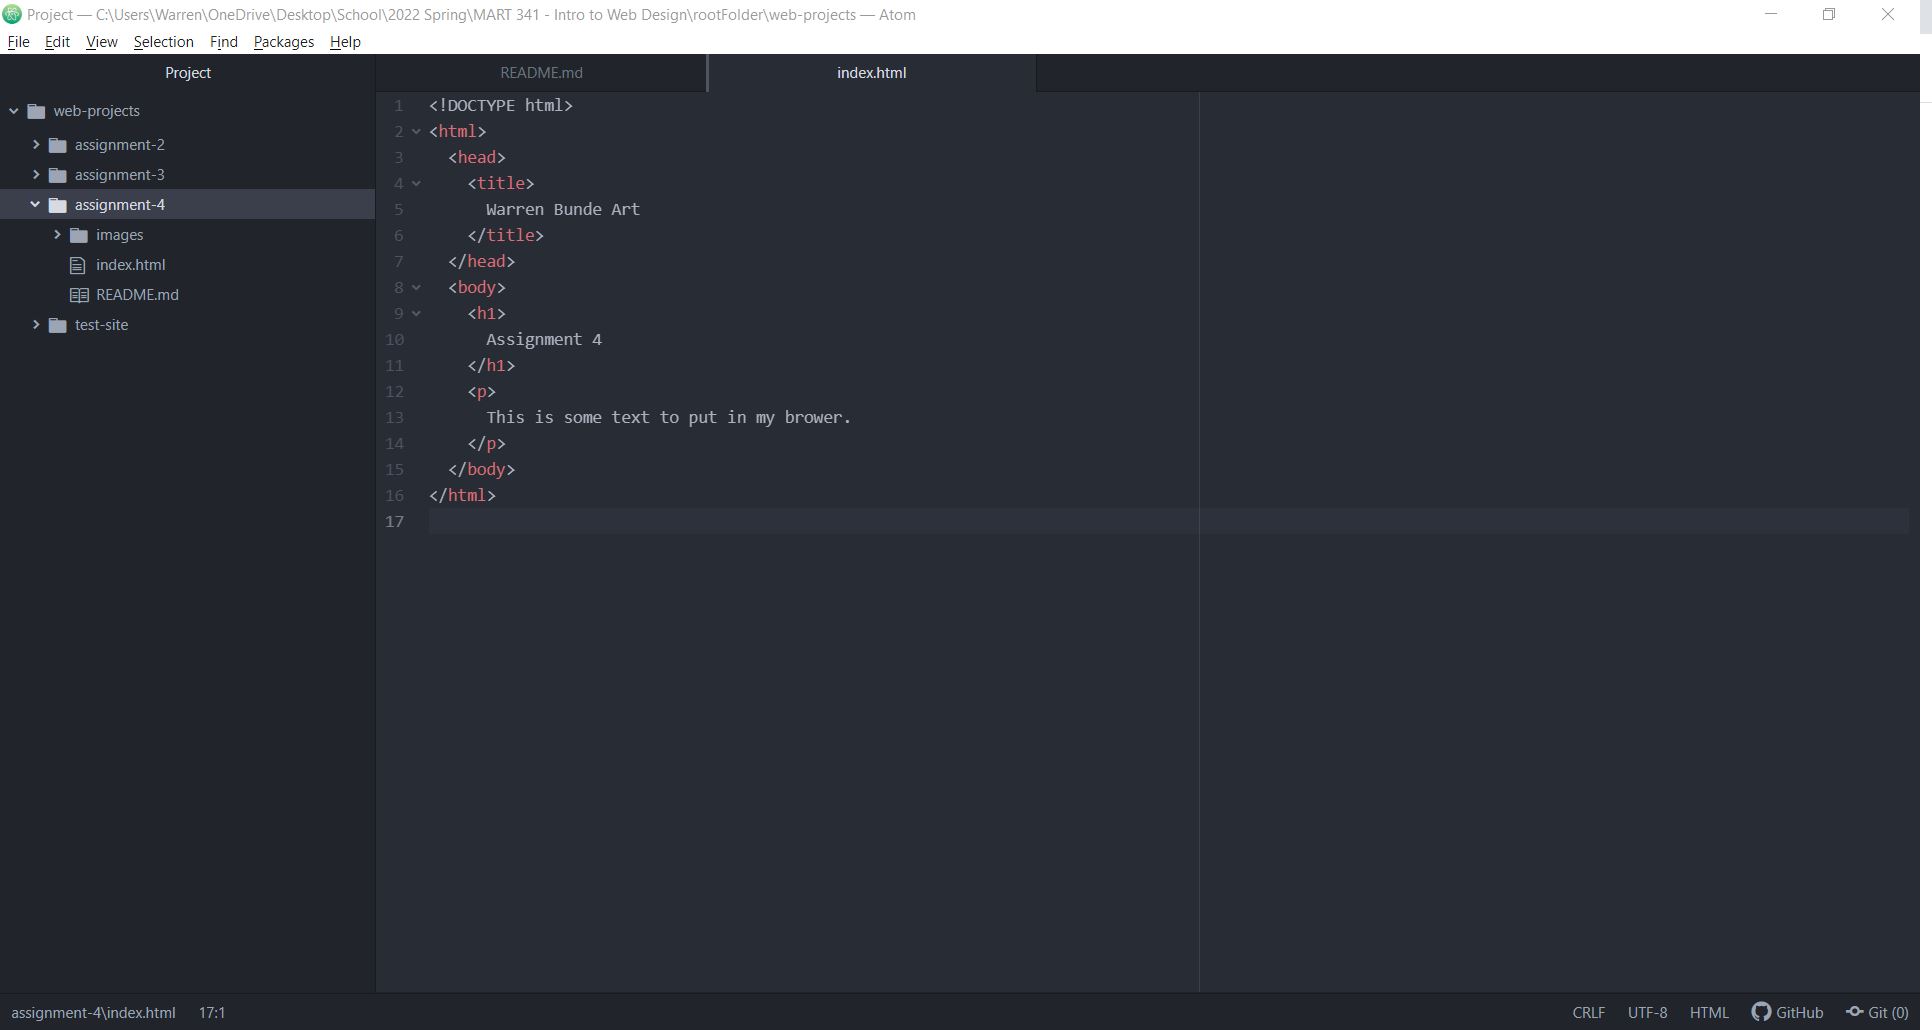 Project — C:\Users\Warren\OneDrive\Desktop\School\2022 Spring\MART 341 - Intro to Web Design\rootFolder\web-projects — Atom
File Edit View Selection Find Packages Help
Project
README.md
index.html
web-projects
assignment-2
assignment-3
assignment-4
images
index.html
README.md
test-site
1 <!DOCTYPE html>
2 <html>
3   <head>
4     <title>
5       Warren Bunde Art
6     </title>
7   </head>
8   <body>
9     <h1>
10       Assignment 4
11     </h1>
12     <p>
13       This is some text to put in my brower.
14     </p>
15   </body>
16 </html>
17
assignment-4\index.html 17:1
CRLF UTF-8 HTML GitHub Git (0)